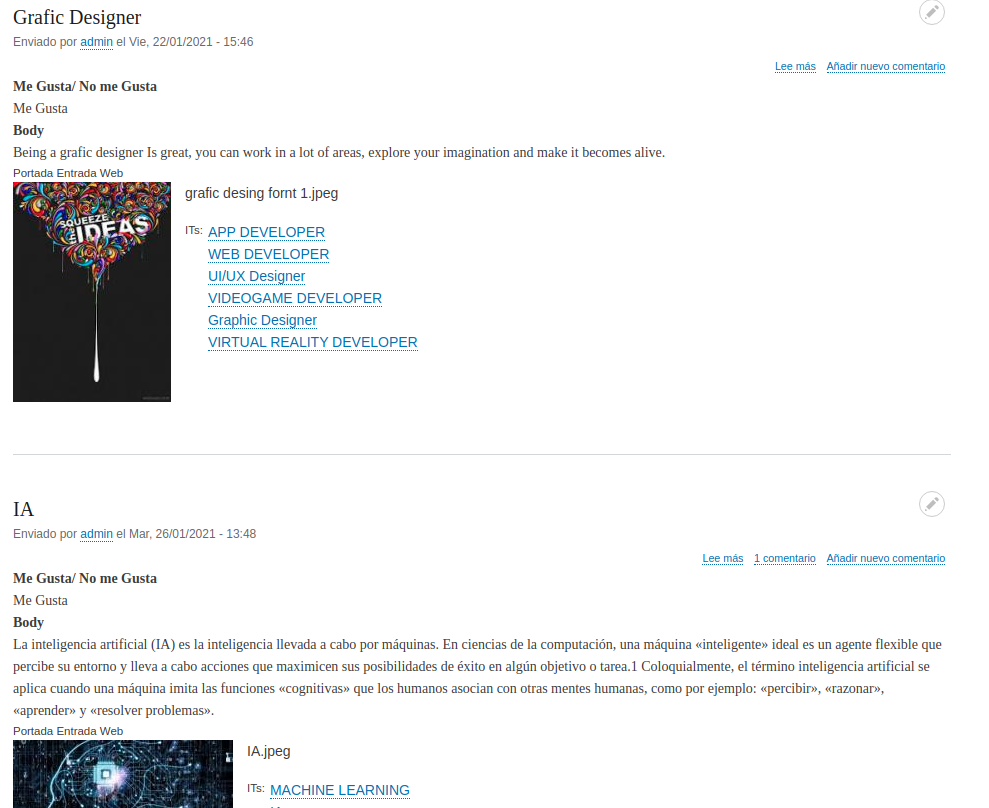 Grafic Designer
Enviado por admin el Vie, 22/01/2021 - 15:46
Lee más Añadir nuevo comentario
Me Gusta/ No me Gusta
Me Gusta
Body
Being a grafic designer Is great, you can work in a lot of areas, explore your imagination and make it becomes alive.
Portada Entrada Web
SQUEEZE
IDEAS
grafic desing fornt 1.jpeg
ITs: APP DEVELOPER
WEB DEVELOPER
UI/UX Designer
VIDEOGAME DEVELOPER
Graphic Designer
VIRTUAL REALITY DEVELOPER
IA
Enviado por admin el Mar, 26/01/2021 - 13:48
Lee más 1 comentario Añadir nuevo comentario
Me Gusta/ No me Gusta
Me Gusta
Body
La inteligencia artificial (IA) es la inteligencia llevada a cabo por máquinas. En ciencias de la computación, una máquina «inteligente» ideal es un agente flexible que
percibe su entorno y lleva a cabo acciones que maximicen sus posibilidades de éxito en algún objetivo o tarea.1 Coloquialmente, el término inteligencia artificial se
aplica cuando una máquina imita las funciones «cognitivas» que los humanos asocian con otras mentes humanas, como por ejemplo: «percibir», «razonar»,
«aprender» y «resolver problemas».
Portada Entrada Web
IA.jpeg
ITs: MACHINE LEARNING